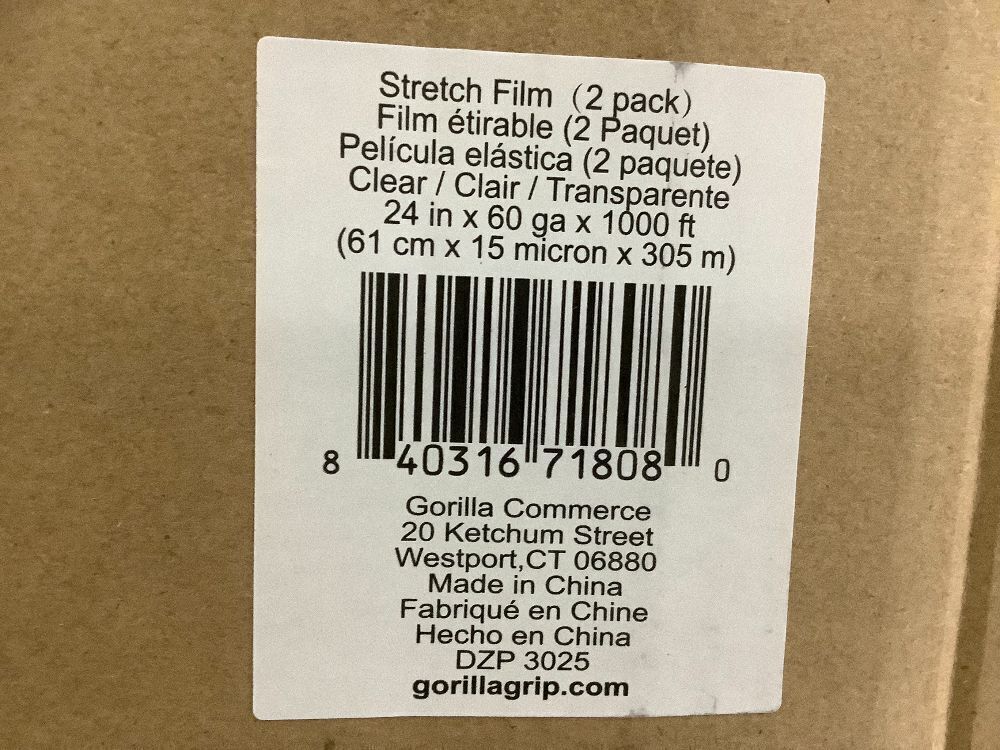 Stretch Film（2 pack）
Film étirable (2 Paquet)
Película elástica (2 paquete)
Clear / Clair / Transparente
24 in x 60 ga x 1000 ft
(61 cm x 15 micron x 305 m)
8 40316 71808 0
Gorilla Commerce
20 Ketchum Street
Westport,CT 06880
Made in China
Fabriqué en Chine
Hecho en China
DZP 3025
gorillagrip.com